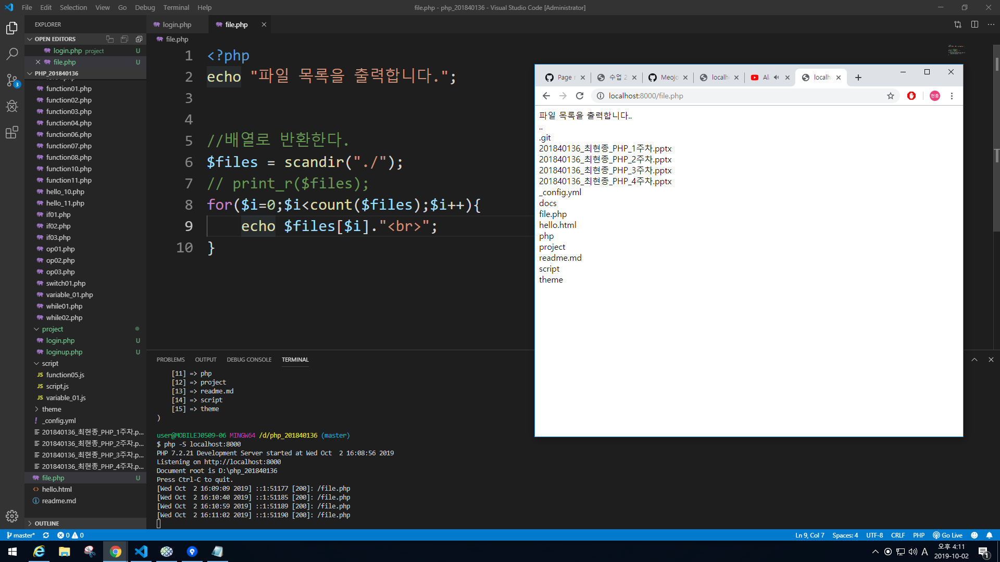 File Edit Selection View Go Debug Terminal Help
file.php - php_201840136 - Visual Studio Code [Administrator]
EXPLORER
OPEN EDITORS
login.php project U
file.php U
PHP_201840136
function01.php
function02.php
function03.php
function04.php
function06.php
function07.php
function08.php
function10.php
function11.php
hello_10.php
hello_11.php
if01.php
if02.php
if03.php
op01.php
op02.php
op03.php
switch01.php
variable_01.php
while01.php
while02.php
project
login.php U
loginup.php U
script
JS function05.js
JS script.js
JS variable_01.js
theme
! _config.yml
201840136_최현종_PHP_1주차.p...
201840136_최현종_PHP_2주차.p...
201840136_최현종_PHP_3주차.p...
201840136_최현종_PHP_4주차.p...
file.php U
<> hello.html
readme.md
OUTLINE
3
login.php
file.php
file.php
1 <?php
2 echo "파일 목록을 출력합니다.";
3
4
5 //배열로 반환한다.
6 $files = scandir("./");
7 // print_r($files);
8 for($i=0;$i<count($files);$i++){
9 echo $files[$i]."<br>";
10 }
PROBLEMS OUTPUT DEBUG CONSOLE TERMINAL
[11] => php
[12] => project
[13] => readme.md
[14] => script
[15] => theme
)
user@MOBILEJ0509-06 MINGW64 /d/php_201840136 (master)
$ php -S localhost:8000
PHP 7.2.21 Development Server started at Wed Oct  2 16:08:56 2019
Listening on http://localhost:8000
Document root is D:\php_201840136
Press Ctrl-C to quit.
[Wed Oct  2 16:09:09 2019] ::1:51177 [200]: /file.php
[Wed Oct  2 16:10:40 2019] ::1:51185 [200]: /file.php
[Wed Oct  2 16:10:59 2019] ::1:51189 [200]: /file.php
[Wed Oct  2 16:11:02 2019] ::1:51190 [200]: /file.php
Page 수업 2 Meojo localh Al localh
localhost:8000/file.php
현종
파일 목록을 출력합니다..
..
.git
201840136_최현종_PHP_1주차.pptx
201840136_최현종_PHP_2주차.pptx
201840136_최현종_PHP_3주차.pptx
201840136_최현종_PHP_4주차.pptx
_config.yml
docs
file.php
hello.html
php
project
readme.md
script
theme
master* 0 0
Ln 9, Col 7 Spaces: 4 UTF-8 CRLF PHP Go Live
A 오후 4:11
2019-10-02
1